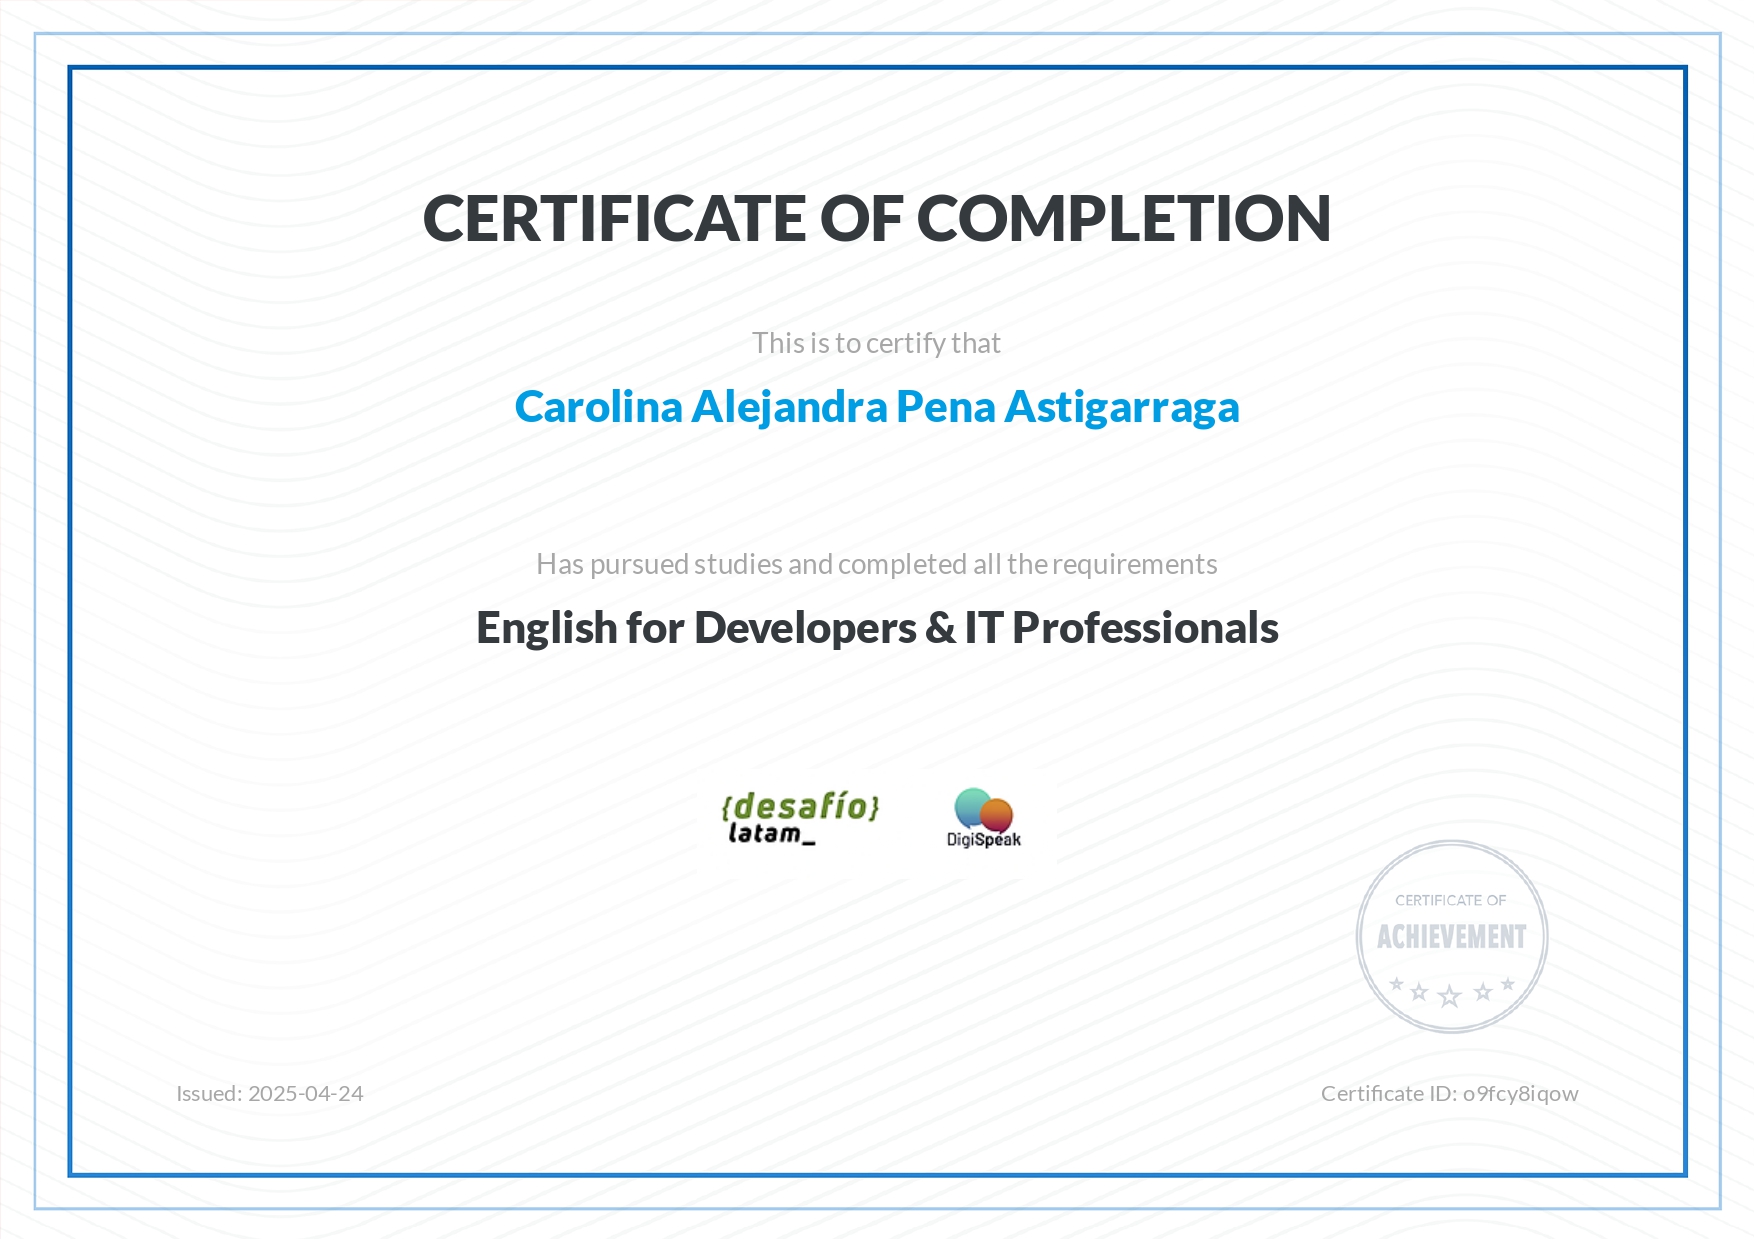 CERTIFICATE OF COMPLETION
This is to certify that
Carolina Alejandra Pena Astigarraga
Has pursued studies and completed all the requirements
English for Developers & IT Professionals
{desafío}
latam_
DigiSpeak
CERTIFICATE OF
ACHIEVEMENT
Issued: 2025-04-24
Certificate ID: o9fcy8iqow